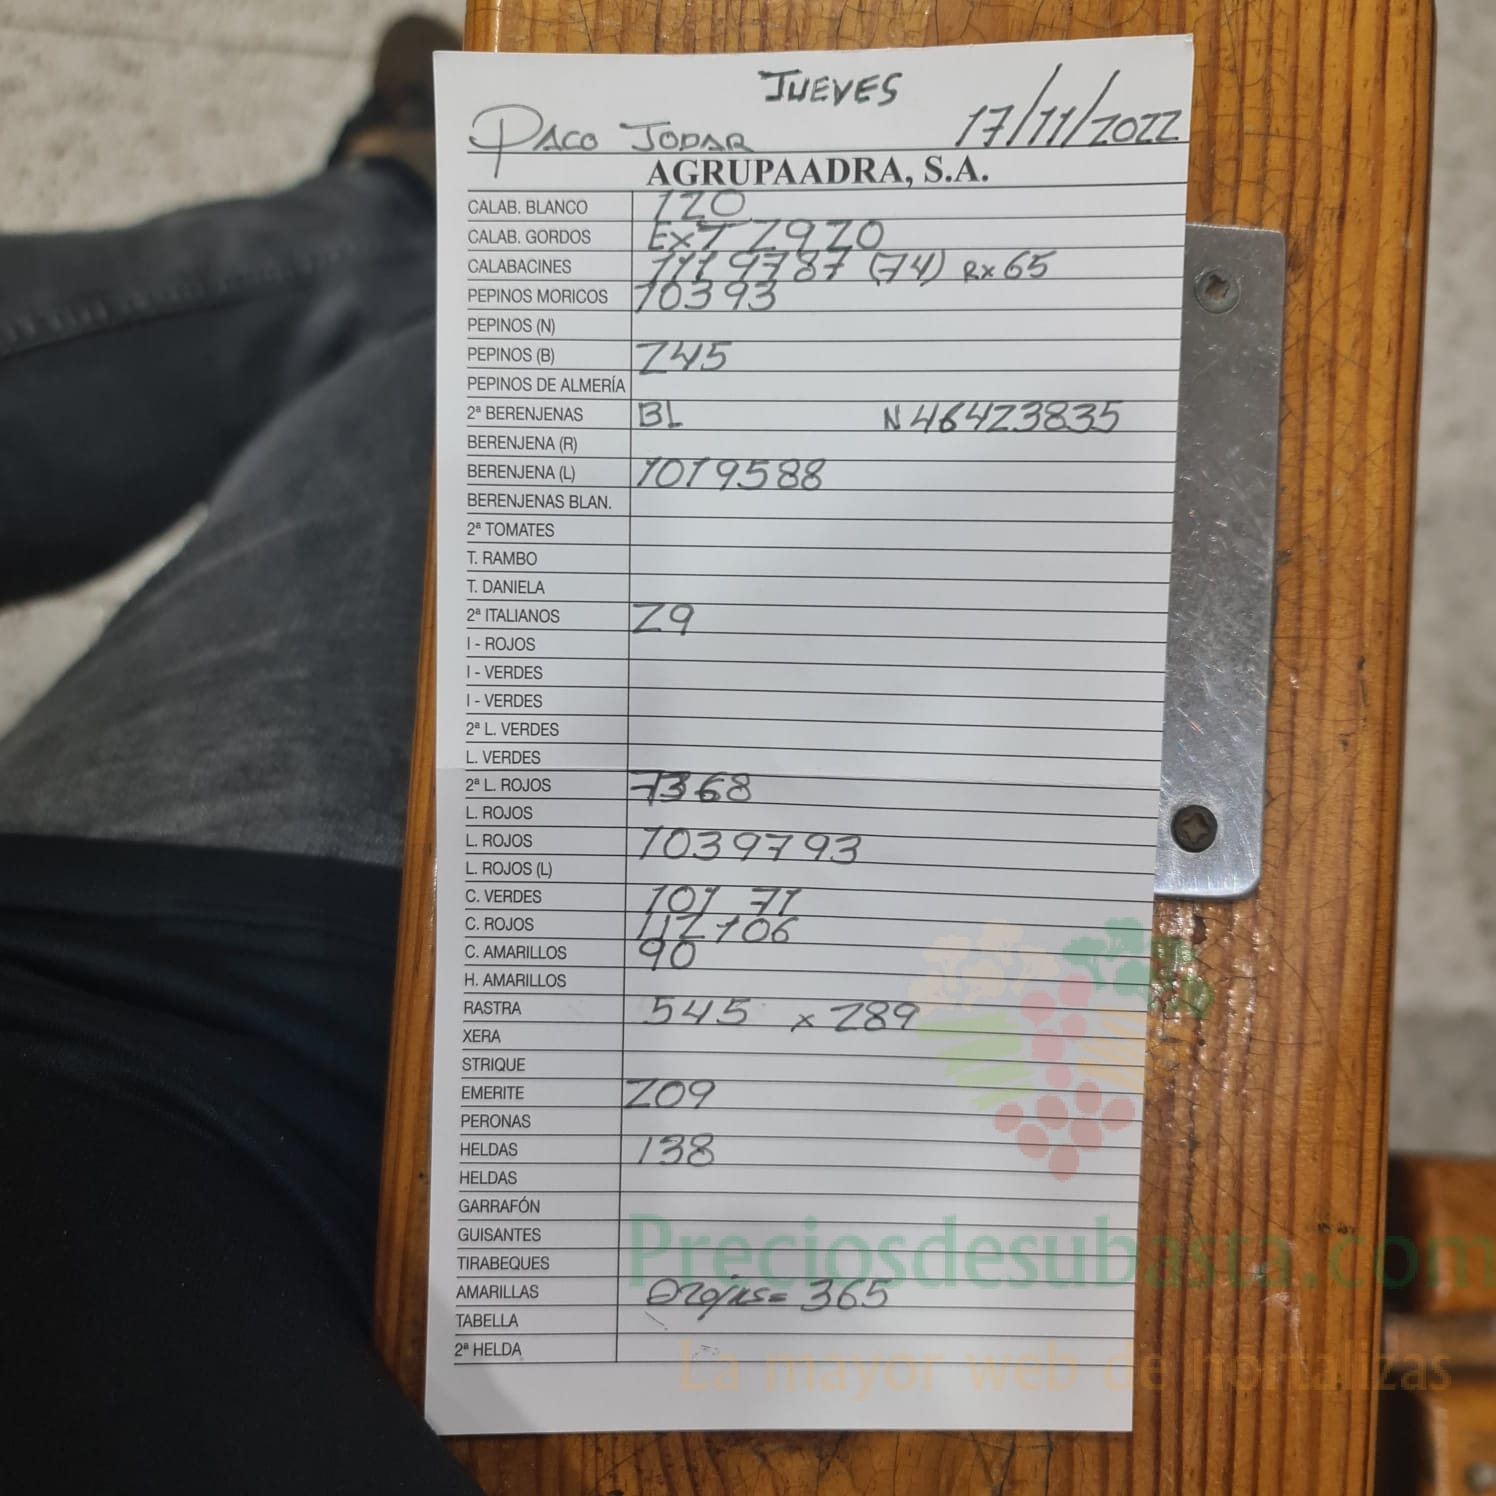 JUEVES
PACO JODAR 17/11/2022
AGRUPAADRA, S.A.
CALAB. BLANCO 120
CALAB. GORDOS EXT 2920
CALABACINES 1119787 (74) RX 65
PEPINOS MORICOS 10393
PEPINOS (N)
PEPINOS (B) 245
PEPINOS DE ALMERÍA
2ª BERENJENAS BL N 46423835
BERENJENA (R)
BERENJENA (L) 1019588
BERENJENAS BLAN.
2ª TOMATES
T. RAMBO
T. DANIELA
2ª ITALIANOS 29
I - ROJOS
I - VERDES
I - VERDES
2ª L. VERDES
L. VERDES
2ª L. ROJOS 7368
L. ROJOS
L. ROJOS 1039793
L. ROJOS (L)
C. VERDES 101 71
C. ROJOS 112 106
C. AMARILLOS 90
H. AMARILLOS
RASTRA 545 x 289
XERA
STRIQUE
EMERITE 209
PERONAS
HELDAS 138
HELDAS
GARRAFÓN
GUISANTES
TIRABEQUES
AMARILLAS = 365
TABELLA
2ª HELDA
Preciosdesubasta.com
La mayor web de hortalizas